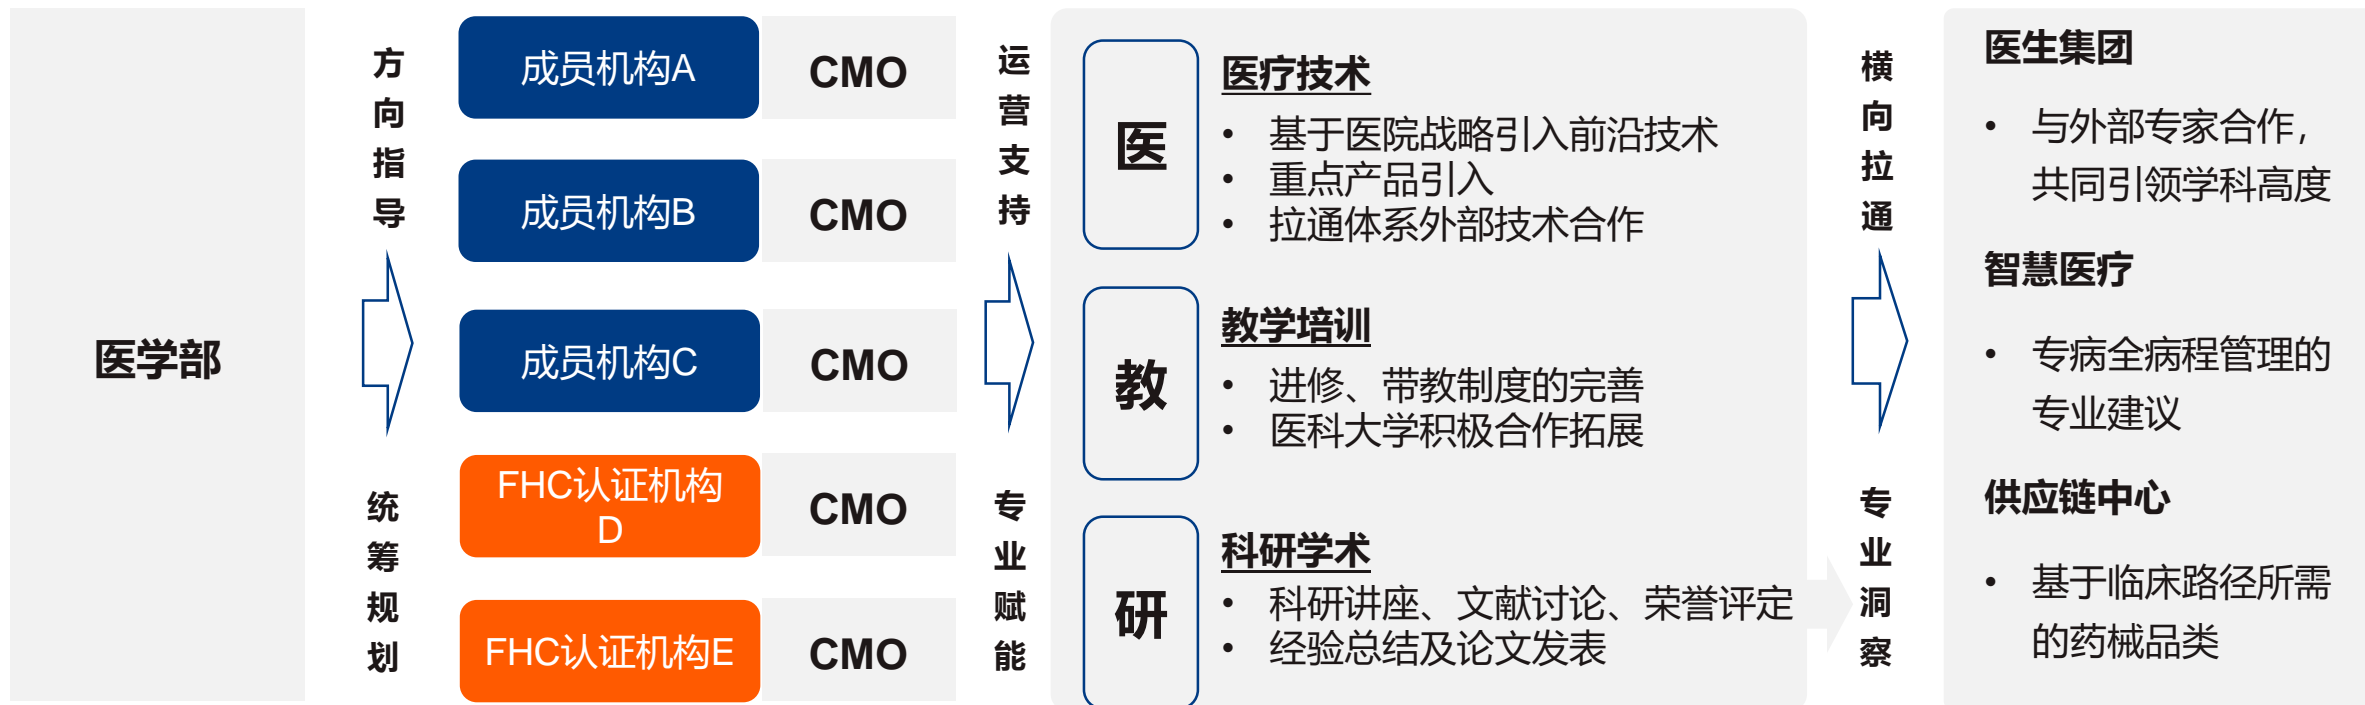 医学部
方向指导
统筹规划
成员机构A
CMO
成员机构B
CMO
成员机构C
CMO
FHC认证机构
D
CMO
FHC认证机构E
CMO
运营支持
专业赋能
医
医疗技术
• 基于医院战略引入前沿技术
• 重点产品引入
• 拉通体系外部技术合作
教
教学培训
• 进修、带教制度的完善
• 医科大学积极合作拓展
研
科研学术
• 科研讲座、文献讨论、荣誉评定
• 经验总结及论文发表
横向拉通
专业洞察
医生集团
• 与外部专家合作，
共同引领学科高度
智慧医疗
• 专病全病程管理的
专业建议
供应链中心
• 基于临床路径所需
的药械品类